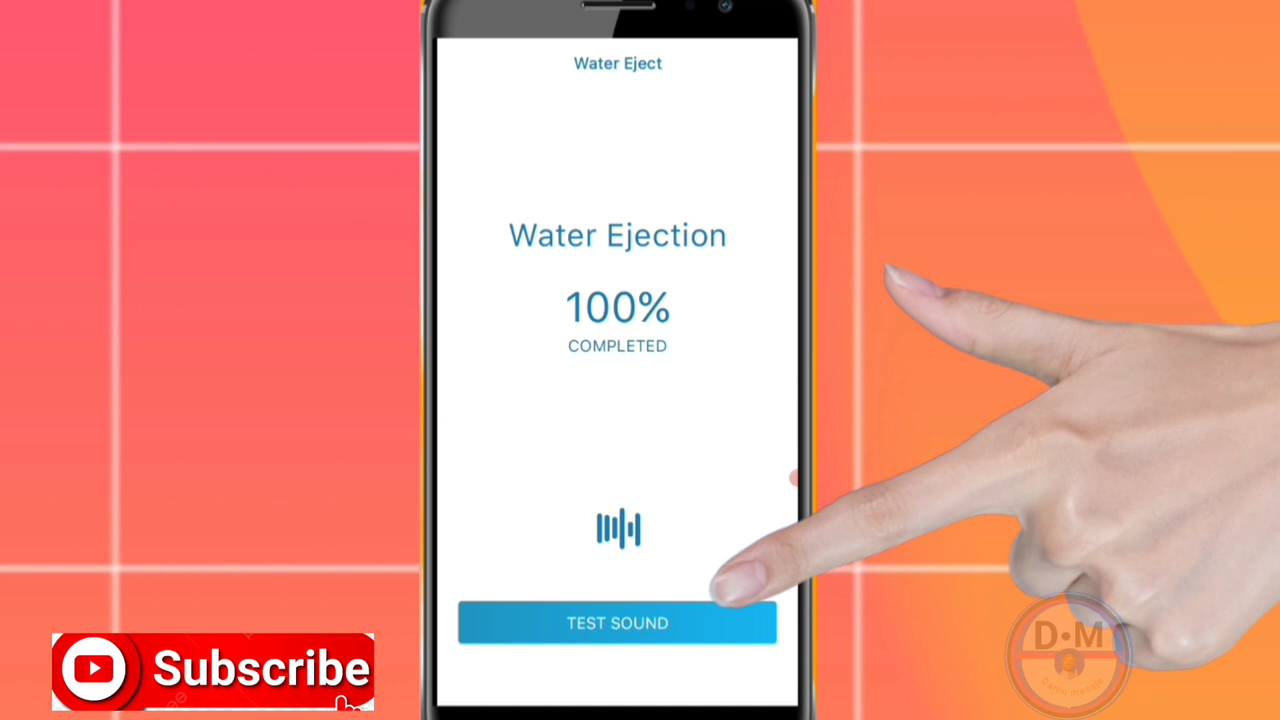 Water Eject
Water Ejection
100%
COMPLETED
TEST SOUND
Subscribe
D•M